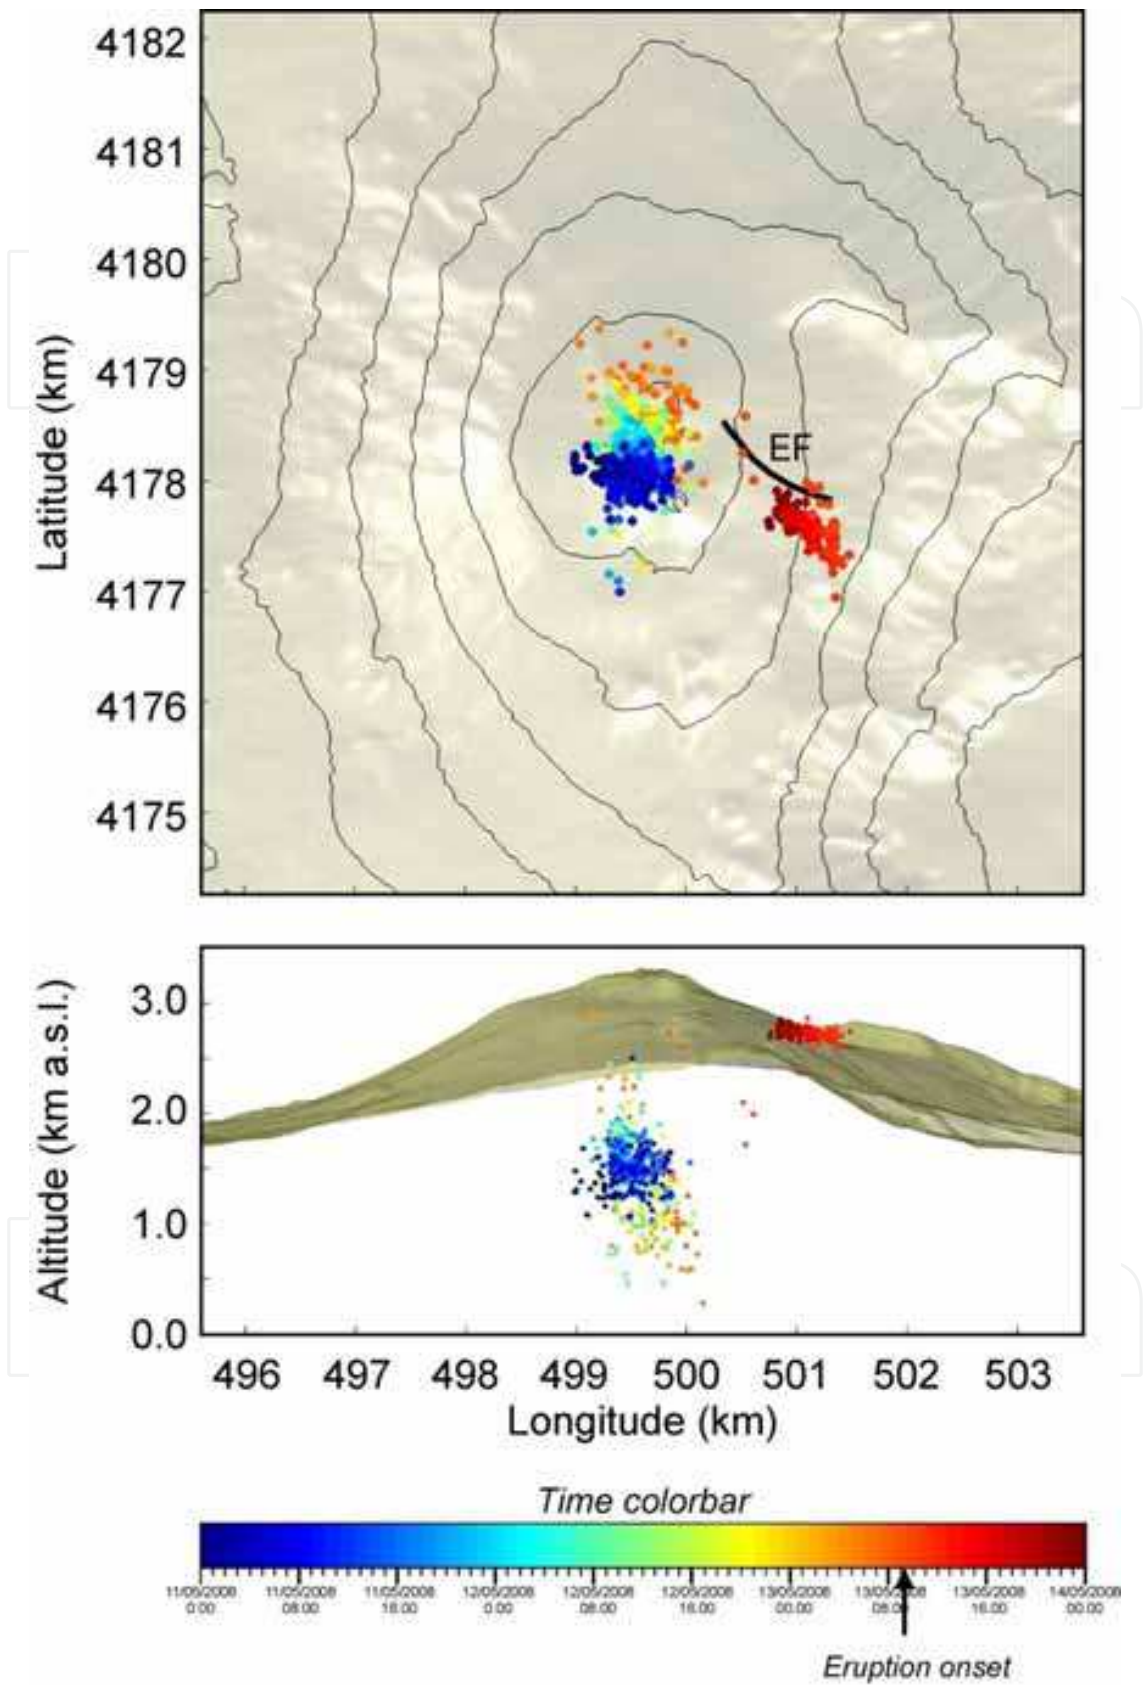 4182
4181
4180
4179
4178
4177
4176
4175
Latitude (km)
EF
3.0
2.0
1.0
0.0
Altitude (km a.s.l.)
496 497 498 499 500 501 502 503
Longitude (km)
Time colorbar
11/05/2008 11/05/2008 11/05/2008 12/05/2008 12/05/2008 12/05/2008 13/05/2008 13/05/2008 14/05/2008
0.00 08.00 16.00 0.00 08.00 16.00 00.00 08.00 16.00 00.00
Eruption onset